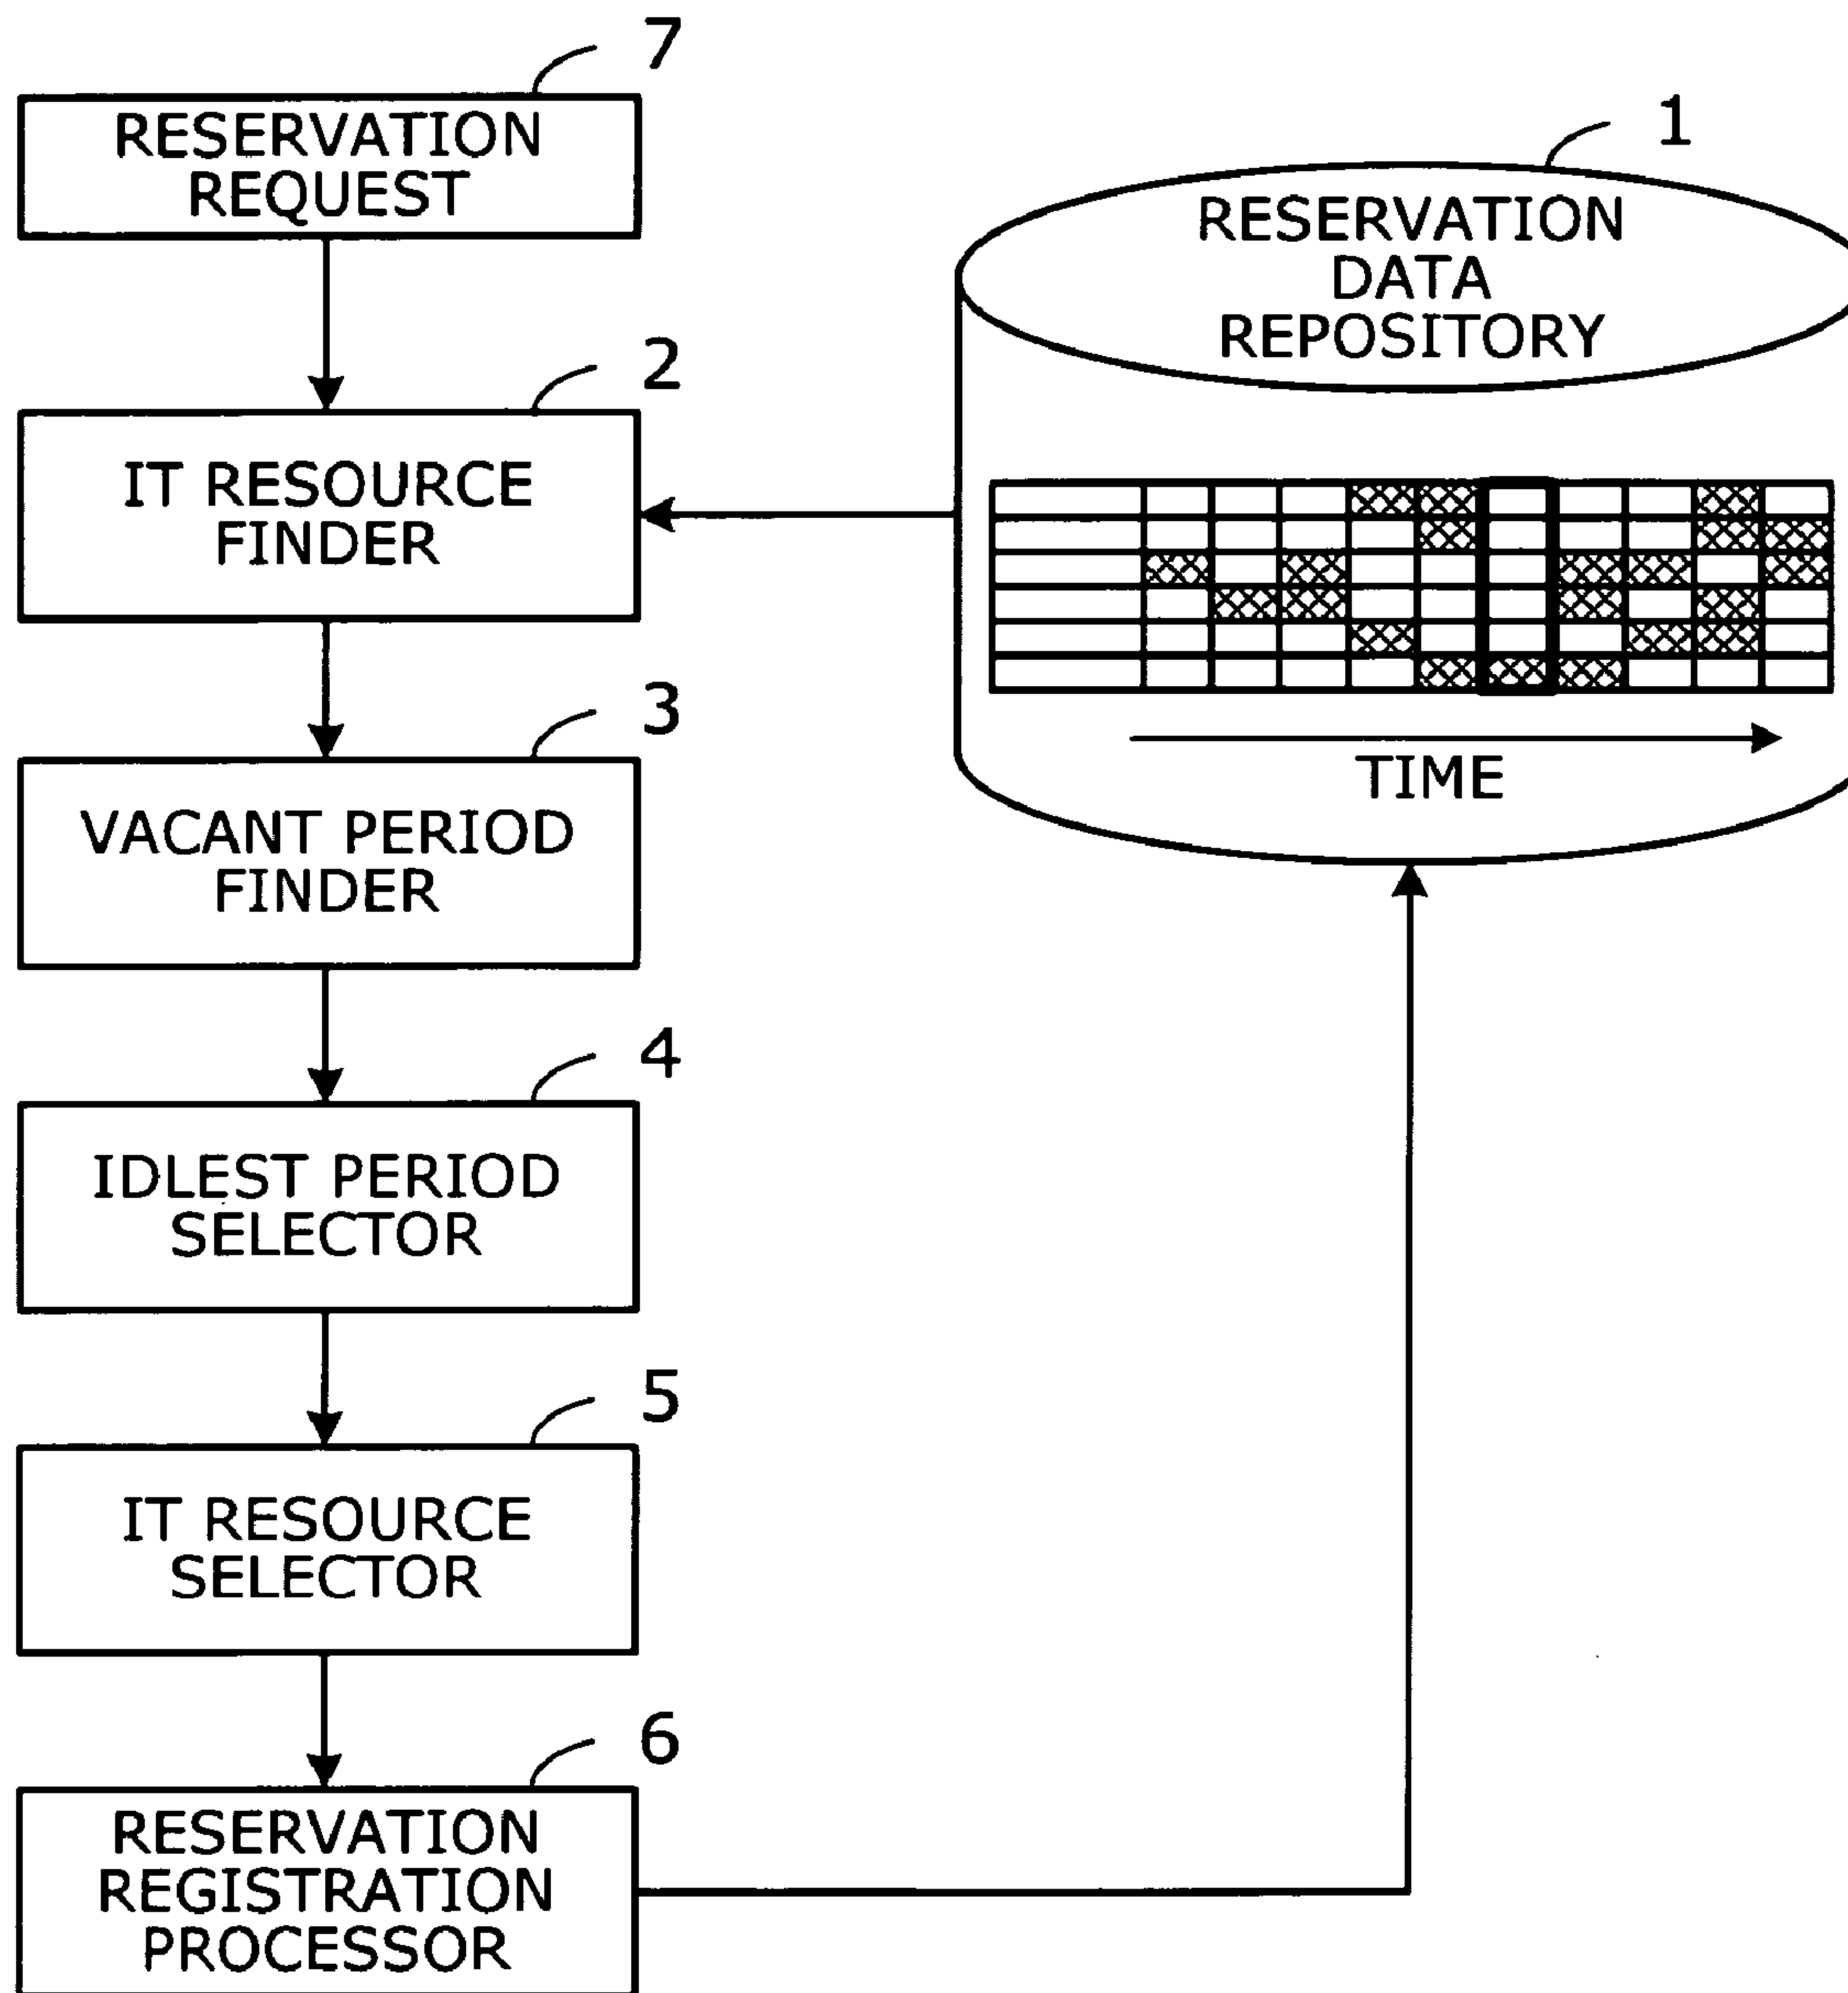 7
RESERVATION
REQUEST
1
RESERVATION
DATA
REPOSITORY
2
IT RESOURCE
FINDER
TIME
3
VACANT PERIOD
FINDER
4
IDLEST PERIOD
SELECTOR
5
IT RESOURCE
SELECTOR
6
RESERVATION
REGISTRATION
PROCESSOR